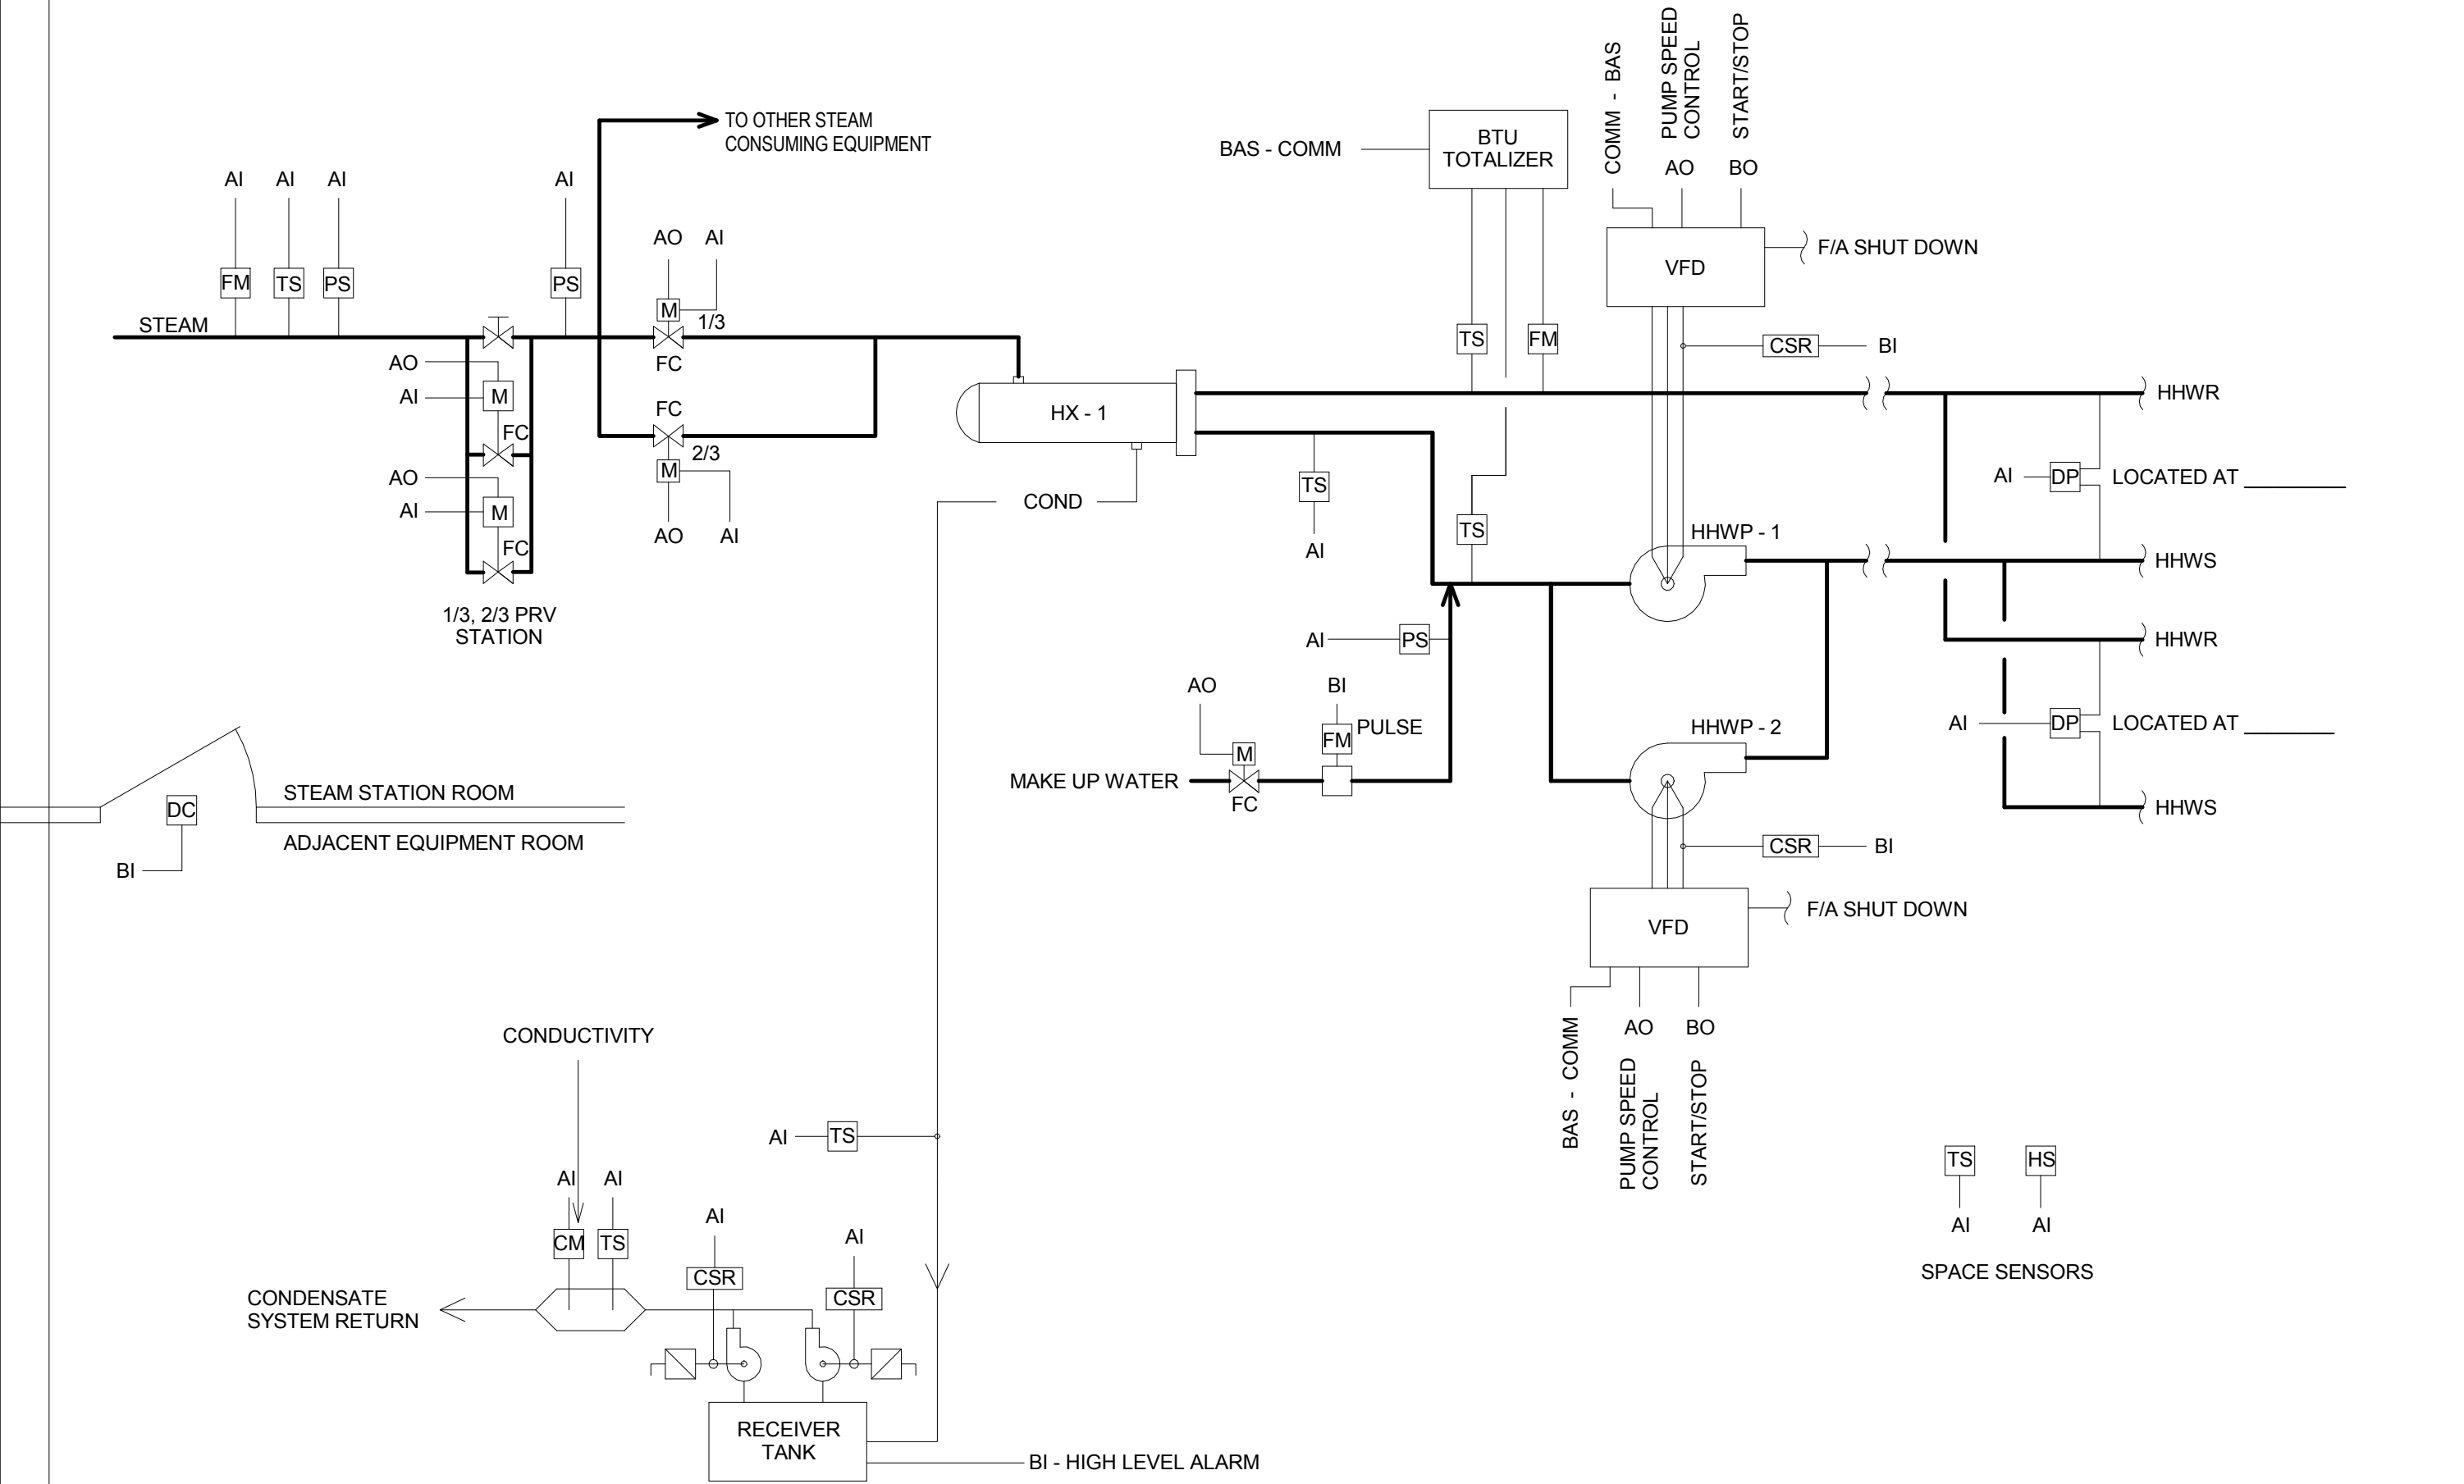 COMM - BAS
PUMP SPEED
CONTROL
START/STOP
TO OTHER STEAM
CONSUMING EQUIPMENT
BAS - COMM
BTU
TOTALIZER
AO
BO
AI
AI
AI
AI
AO
AI
VFD
F/A SHUT DOWN
FM
TS
PS
PS
M
1/3
STEAM
FC
TS
FM
CSR
BI
AO
AI
M
FC
FC
2/3
M
HX - 1
HHWR
AO
AI
M
FC
AO
AI
COND
TS
AI
TS
AI
DP
LOCATED AT
HHWP - 1
HHWS
1/3, 2/3 PRV
STATION
AI
PS
HHWR
AO
BI
PULSE
FM
M
MAKE UP WATER
FC
HHWP - 2
AI
DP
LOCATED AT
HHWS
STEAM STATION ROOM
DC
ADJACENT EQUIPMENT ROOM
BI
CSR
BI
VFD
F/A SHUT DOWN
BAS - COMM
AO
BO
PUMP SPEED
CONTROL
START/STOP
CONDUCTIVITY
AI
TS
AI
AI
CM
TS
AI
CSR
AI
CSR
TS
HS
AI
AI
SPACE SENSORS
CONDENSATE
SYSTEM RETURN
RECEIVER
TANK
BI - HIGH LEVEL ALARM